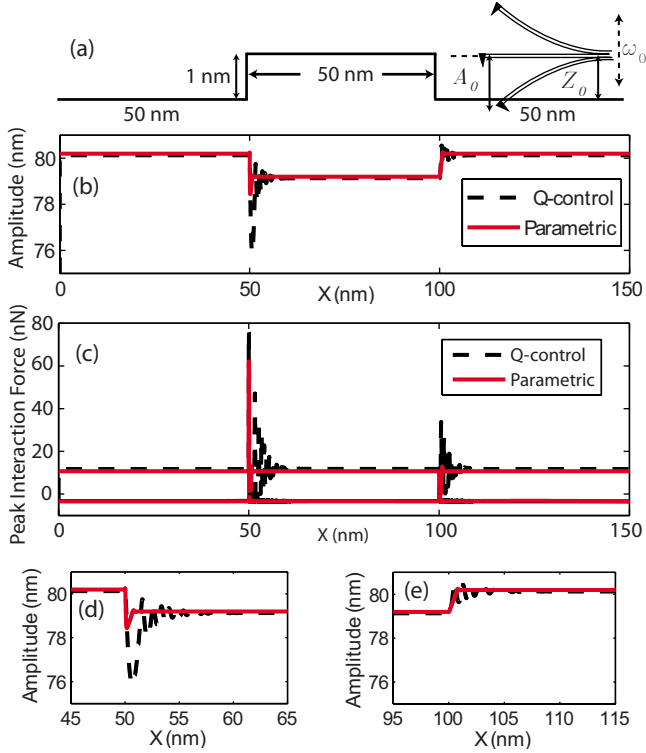 (a)
1 nm
50 nm
A₀
Z₀
ω₀
50 nm
50 nm
Amplitude (nm)
80
78
76
(b)
Q-control
Parametric
0
50
100
150
X (nm)
Peak Interaction Force (nN)
80
60
40
20
0
(c)
Q-control
Parametric
0
50
100
150
X (nm)
Amplitude (nm)
80
78
76
(d)
45
50
55
60
65
X (nm)
Amplitude (nm)
80
78
76
(e)
95
100
105
110
115
X (nm)